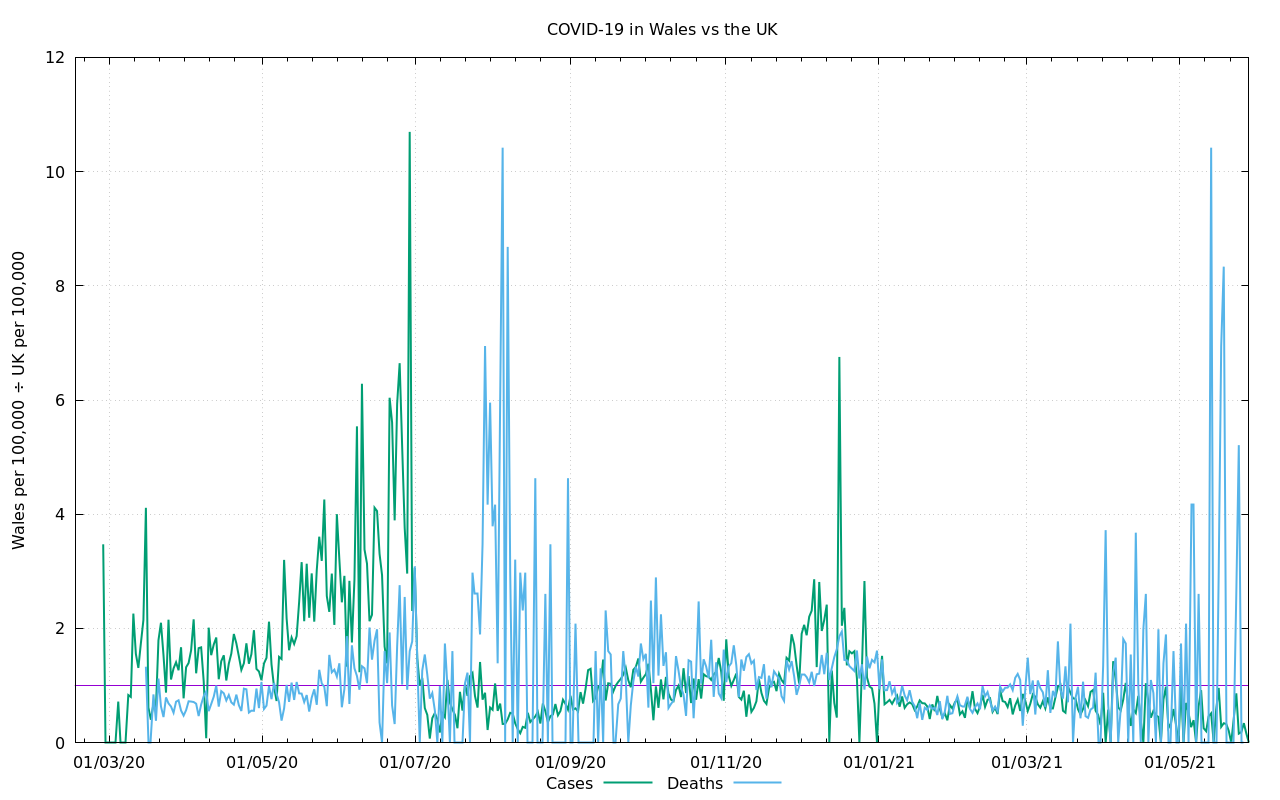 COVID-19 in Wales vs the UK
Wales per 100,000 ÷ UK per 100,000
12
10
8
6
4
2
0
01/03/20 01/05/20 01/07/20 01/09/20 01/11/20 01/01/21 01/03/21 01/05/21
Cases Deaths